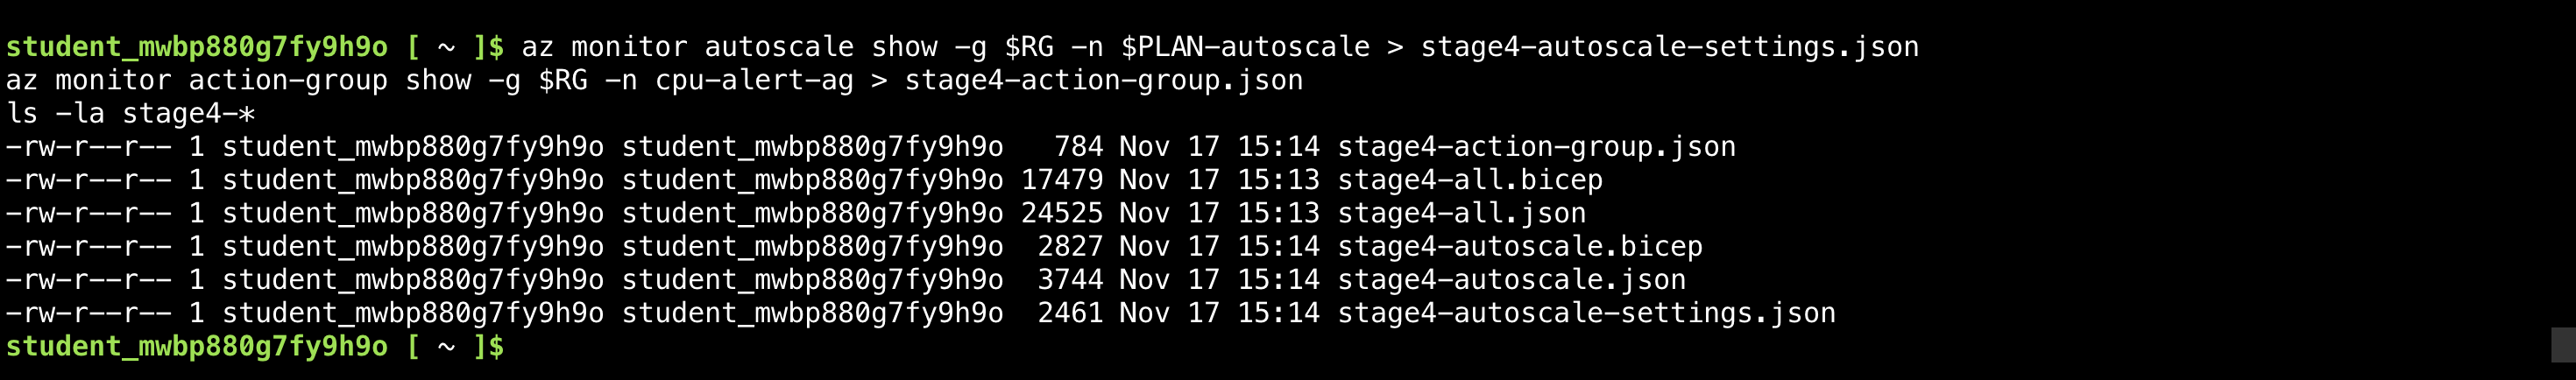 student_mwbp880g7fy9h9o [ ~ ]$ az monitor autoscale show -g $RG -n $PLAN-autoscale > stage4-autoscale-settings.json
az monitor action-group show -g $RG -n cpu-alert-ag > stage4-action-group.json
ls -la stage4-*
-rw-r--r-- 1 student_mwbp880g7fy9h9o student_mwbp880g7fy9h9o   784 Nov 17 15:14 stage4-action-group.json
-rw-r--r-- 1 student_mwbp880g7fy9h9o student_mwbp880g7fy9h9o 17479 Nov 17 15:13 stage4-all.bicep
-rw-r--r-- 1 student_mwbp880g7fy9h9o student_mwbp880g7fy9h9o 24525 Nov 17 15:13 stage4-all.json
-rw-r--r-- 1 student_mwbp880g7fy9h9o student_mwbp880g7fy9h9o  2827 Nov 17 15:14 stage4-autoscale.bicep
-rw-r--r-- 1 student_mwbp880g7fy9h9o student_mwbp880g7fy9h9o  3744 Nov 17 15:14 stage4-autoscale.json
-rw-r--r-- 1 student_mwbp880g7fy9h9o student_mwbp880g7fy9h9o  2461 Nov 17 15:14 stage4-autoscale-settings.json
student_mwbp880g7fy9h9o [ ~ ]$